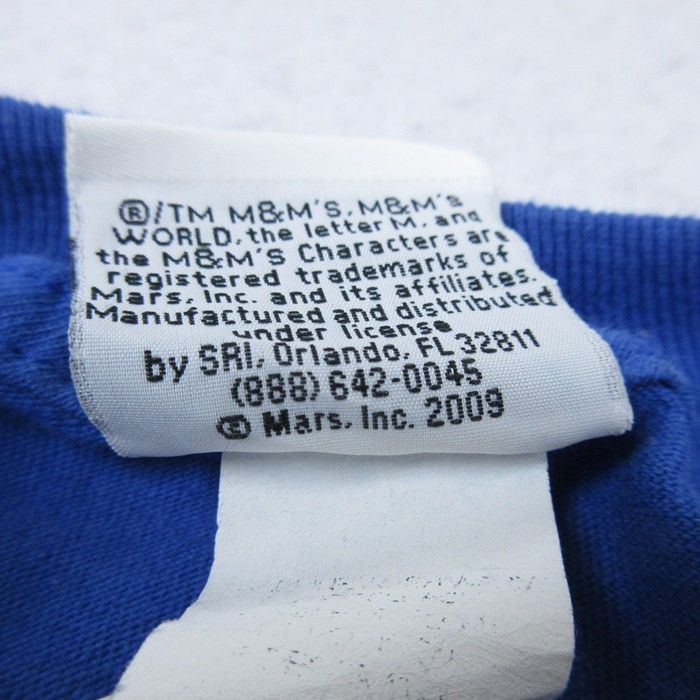 ®/TM M&M'S, M&M'S
WORLD, the letter M, and
the M&M'S Characters are
registered trademarks of
Mars, Inc. and its affiliates.
Manufactured and distributed
under license
by SRI, Orlando, FL 32811
(888) 642-0045
© Mars, Inc. 2009